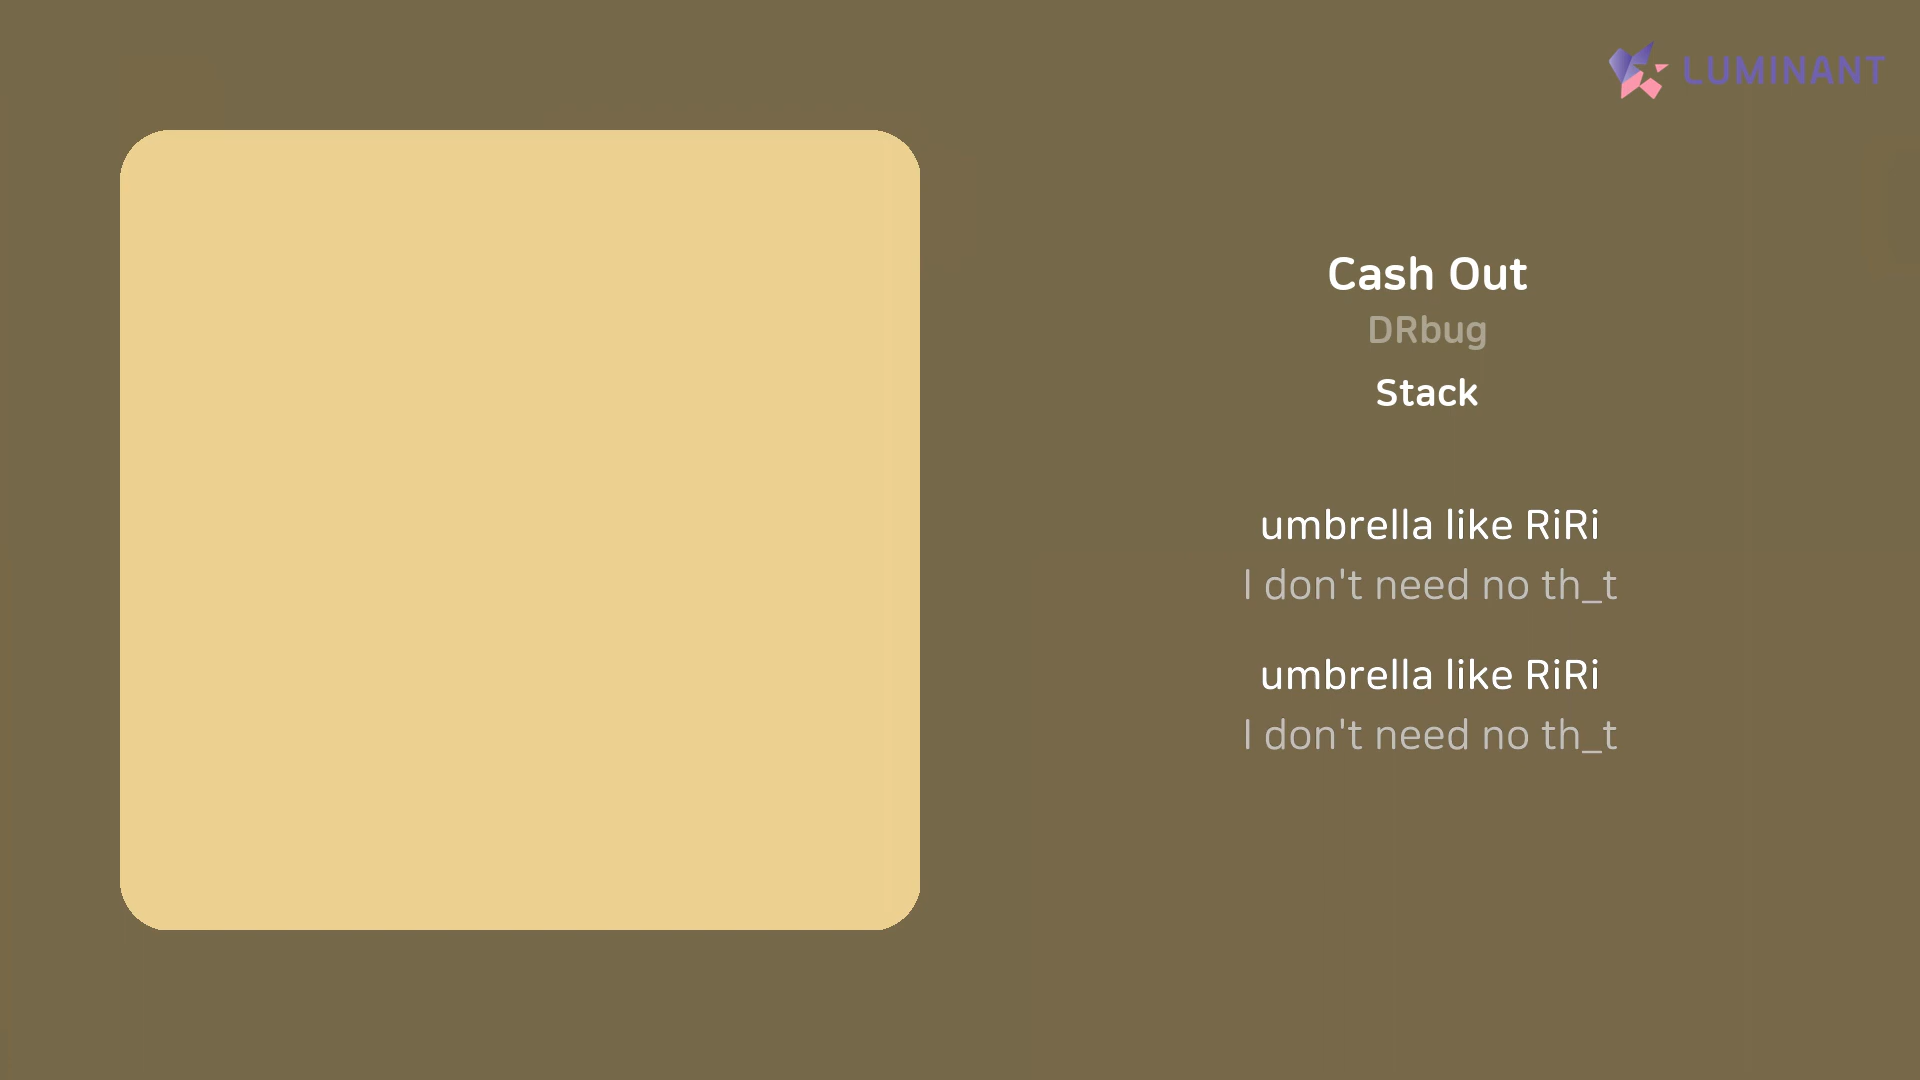 LUMINANT
Cash Out
DRbug
Stack
umbrella like RiRi
I don't need no th_t
umbrella like RiRi
I don't need no th_t